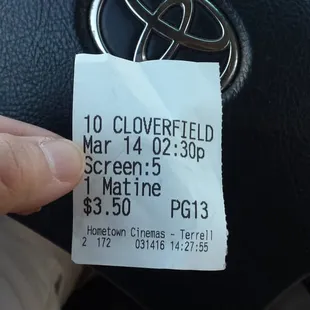 10 CLOVERFIELD
Mar 14 02:30p
Screen:5
1 Matine
$3.50 PG13
Hometown Cinemas - Terrell
2 172 031416 14:27:55